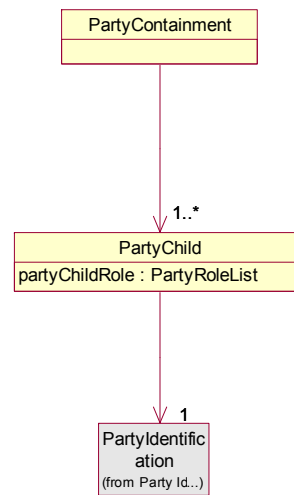 PartyContainment
1..*
PartyChild
partyChildRole : PartyRoleList
1
PartyIdentific
ation
(from Party Id...)